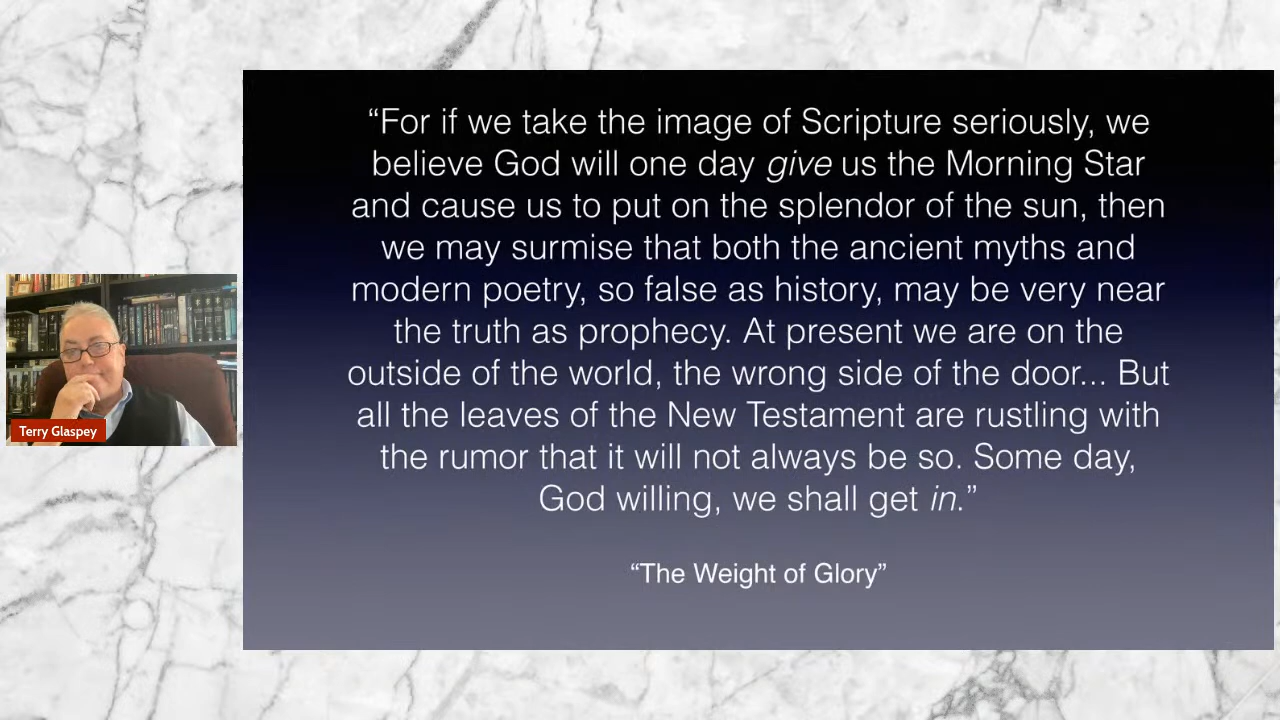 “For if we take the image of Scripture seriously, we
believe God will one day give us the Morning Star
and cause us to put on the splendor of the sun, then
we may surmise that both the ancient myths and
modern poetry, so false as history, may be very near
the truth as prophecy. At present we are on the
outside of the world, the wrong side of the door... But
all the leaves of the New Testament are rustling with
the rumor that it will not always be so. Some day,
God willing, we shall get in.”
“The Weight of Glory”
Terry Glaspey